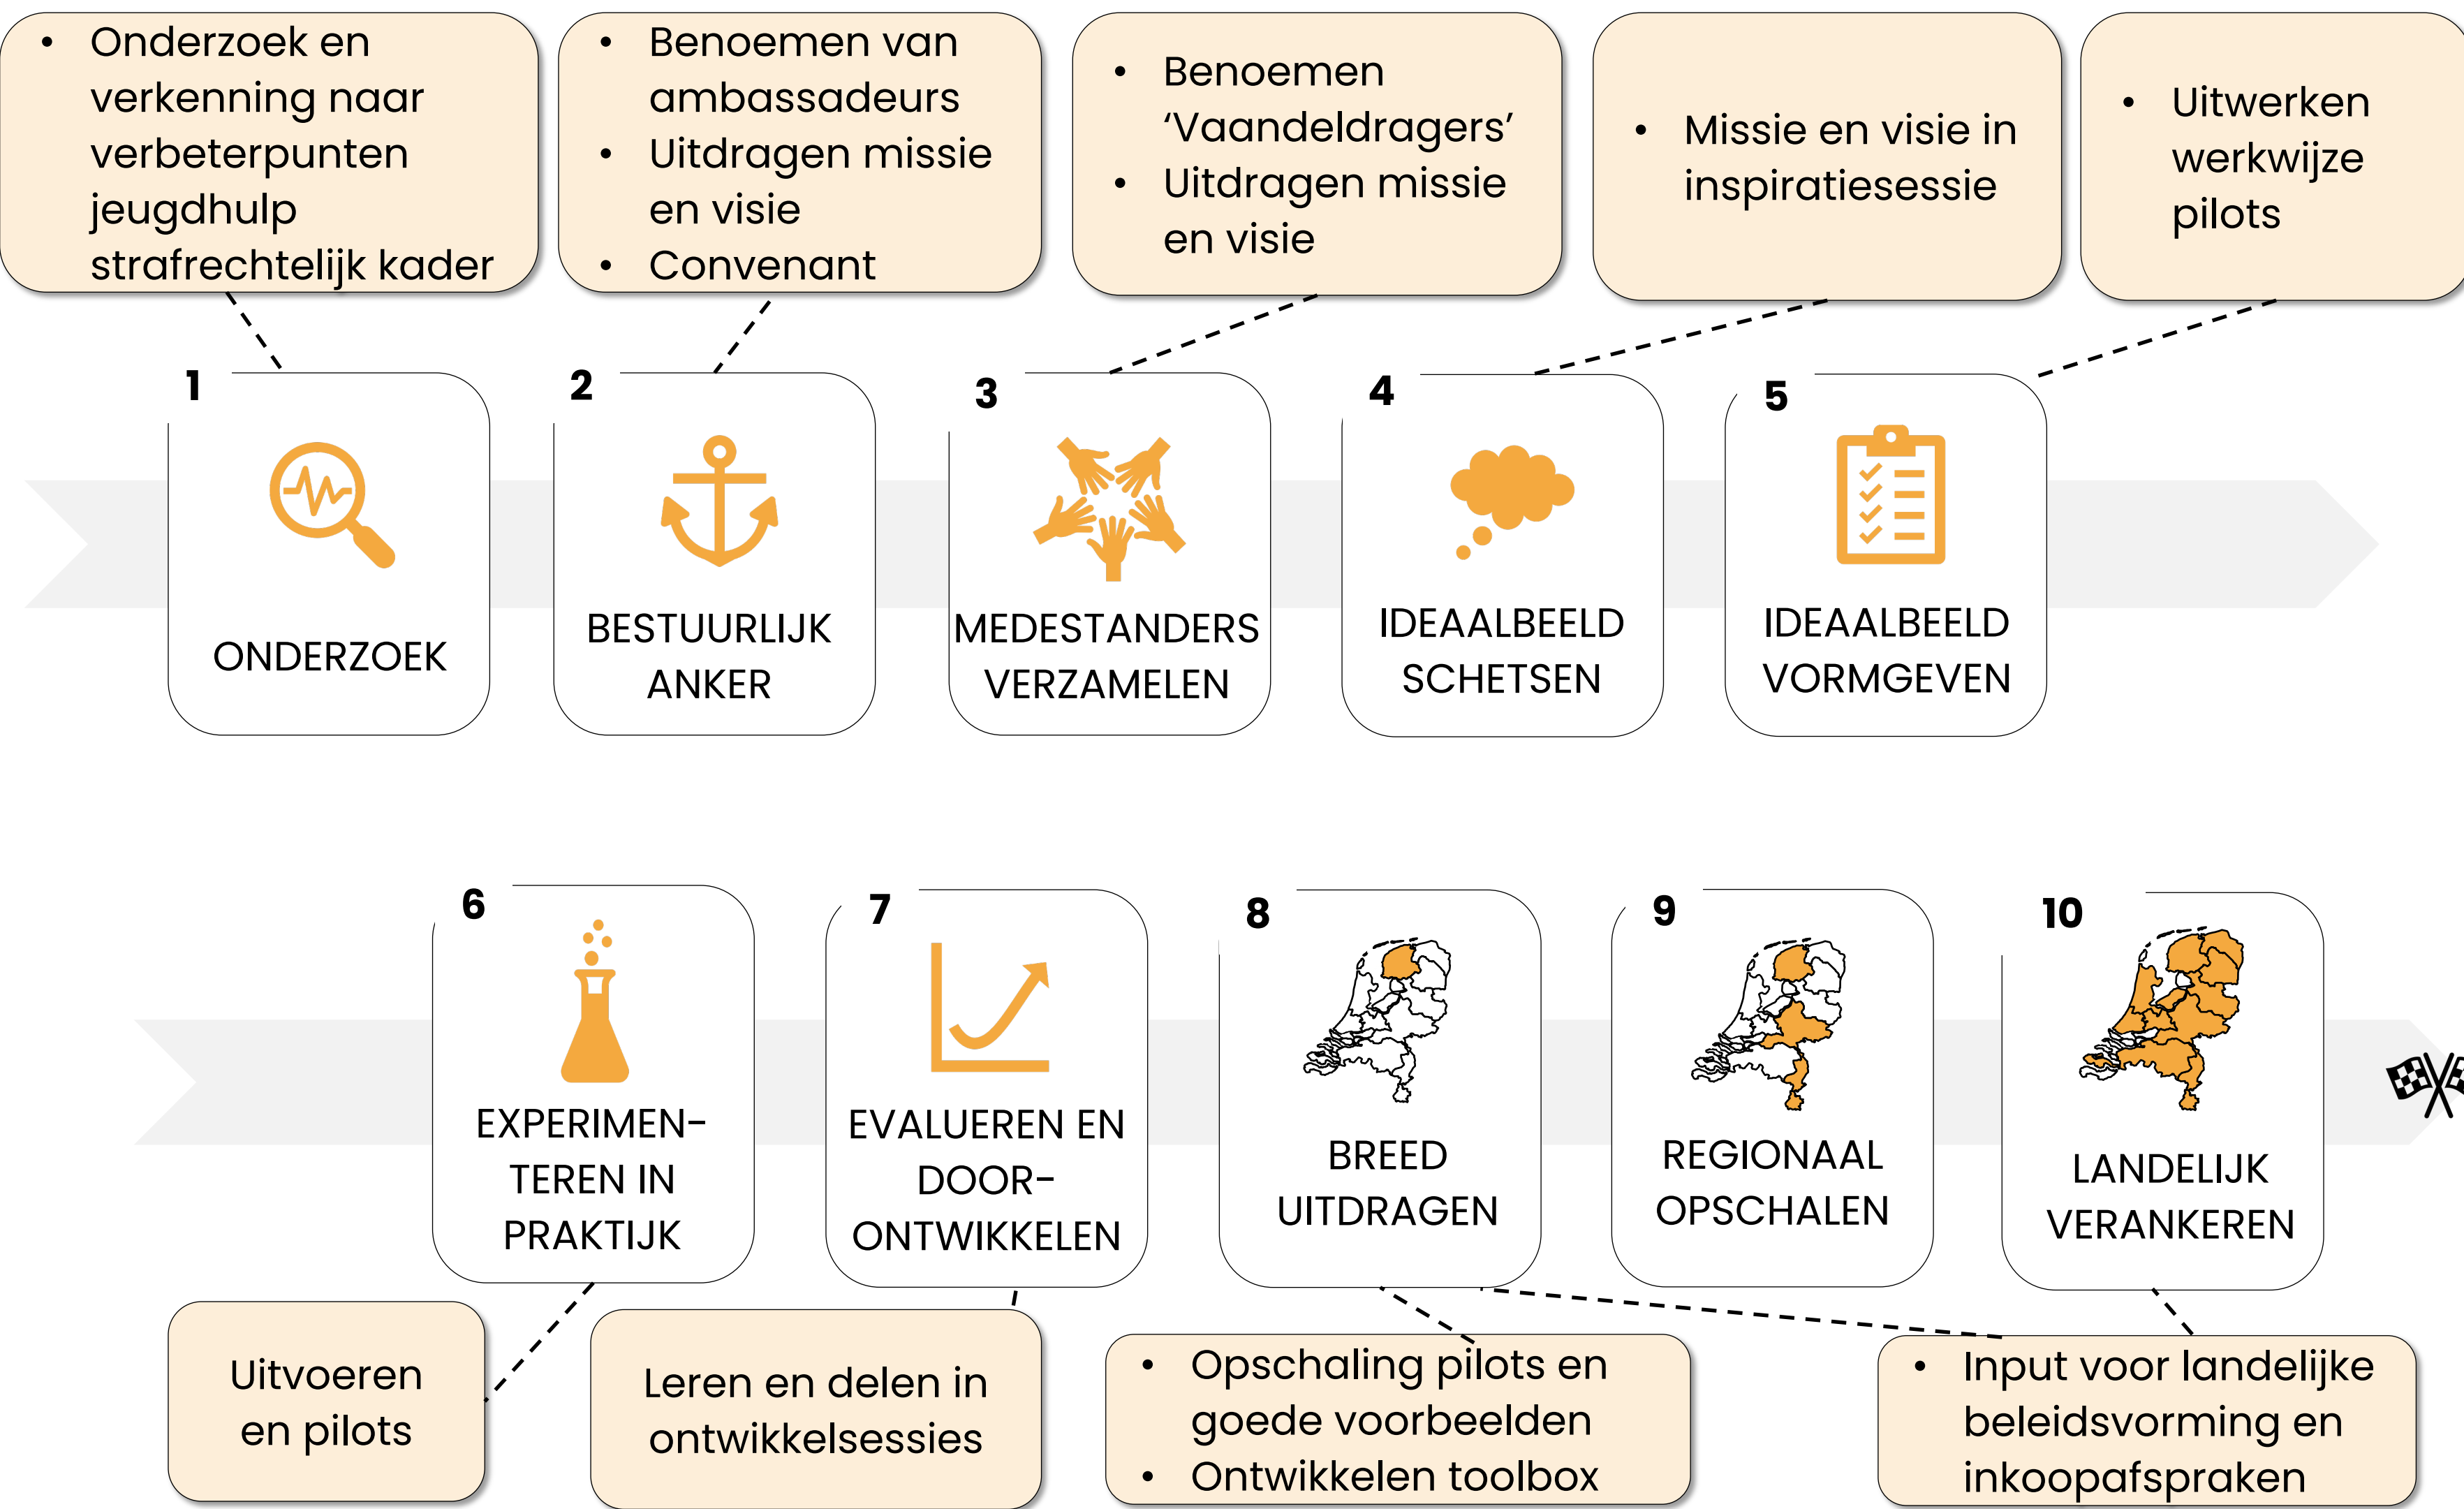 • Onderzoek en
verkenning naar
verbeterpunten
jeugdhulp
strafrechtelijk kader
• Benoemen van
ambassadeurs
• Uitdragen missie
en visie
• Convenant
• Benoemen
‘Vaandeldragers’
• Uitdragen missie
en visie
• Missie en visie in
inspiratiesessie
• Uitwerken
werkwijze
pilots
1
ONDERZOEK
2
BESTUURLIJK
ANKER
3
MEDESTANDERS
VERZAMELEN
4
IDEAALBEELD
SCHETSEN
5
IDEAALBEELD
VORMGEVEN
6
EXPERIMEN-
TEREN IN
PRAKTIJK
7
EVALUEREN EN
DOOR-
ONTWIKKELEN
8
BREED
UITDRAGEN
9
REGIONAAL
OPSCHALEN
10
LANDELIJK
VERANKEREN
Uitvoeren
en pilots
Leren en delen in
ontwikkelsessies
• Opschaling pilots en
goede voorbeelden
• Ontwikkelen toolbox
• Input voor landelijke
beleidsvorming en
inkoopafspraken